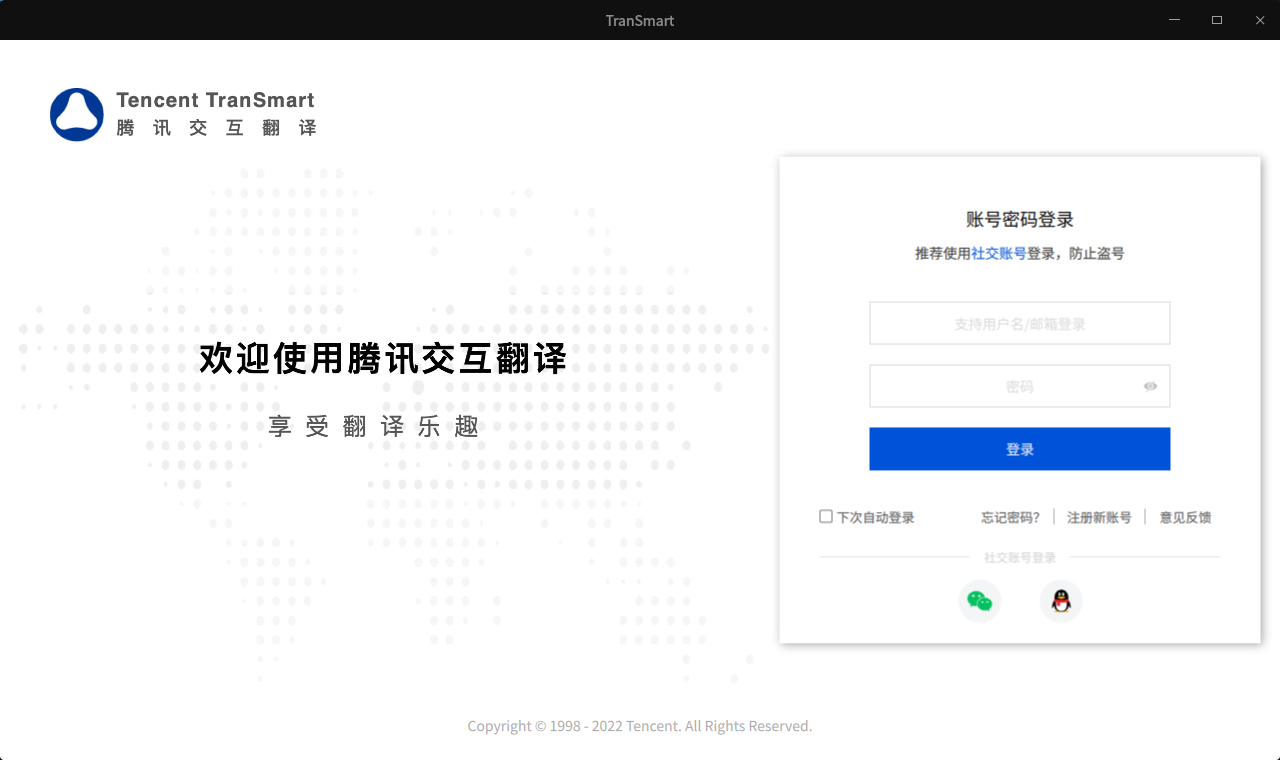 TranSmart
Tencent TranSmart
腾讯交互翻译
欢迎使用腾讯交互翻译
享受翻译乐趣
账号密码登录
推荐使用社交账号登录，防止盗号
支持用户名/邮箱登录
密码
登录
下次自动登录 忘记密码? 注册新账号 意见反馈
社交账号登录
Copyright © 1998 - 2022 Tencent. All Rights Reserved.